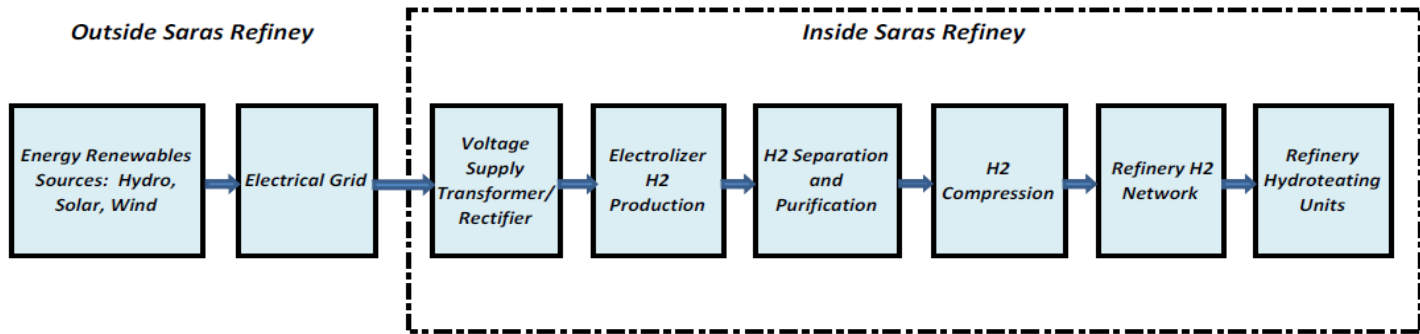 Outside Saras Refiney
Inside Saras Refiney
Energy Renewables
Sources:  Hydro,
Solar, Wind
Electrical Grid
Voltage
Supply
Transformer/
Rectifier
Electrolizer
H2
Production
H2 Separation
and
Purification
H2
Compression
Refinery H2
Network
Refinery
Hydroteating
Units